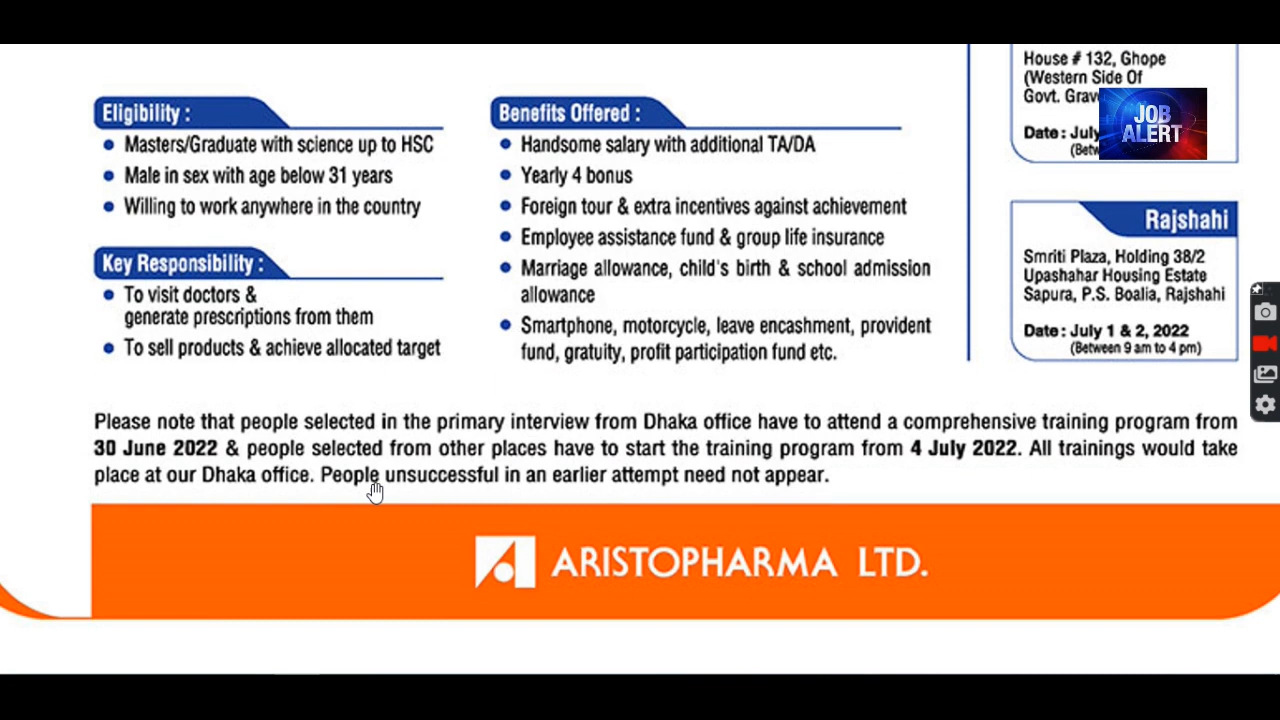 Eligibility :
Masters/Graduate with science up to HSC
Male in sex with age below 31 years
Willing to work anywhere in the country
Key Responsibility :
To visit doctors &
generate prescriptions from them
To sell products & achieve allocated target
Benefits Offered :
Handsome salary with additional TA/DA
Yearly 4 bonus
Foreign tour & extra incentives against achievement
Employee assistance fund & group life insurance
Marriage allowance, child's birth & school admission
allowance
Smartphone, motorcycle, leave encashment, provident
fund, gratuity, profit participation fund etc.
House # 132, Ghope
(Western Side Of
Govt.
Date : July
JOB
ALERT
Rajshahi
Smriti Plaza, Holding 38/2
Upashahar Housing Estate
Sapura, P.S. Boalia, Rajshahi
Date : July 1 & 2, 2022
(Between 9 am to 4 pm)
Please note that people selected in the primary interview from Dhaka office have to attend a comprehensive training program from
30 June 2022 & people selected from other places have to start the training program from 4 July 2022. All trainings would take
place at our Dhaka office. People unsuccessful in an earlier attempt need not appear.
ARISTOPHARMA LTD.